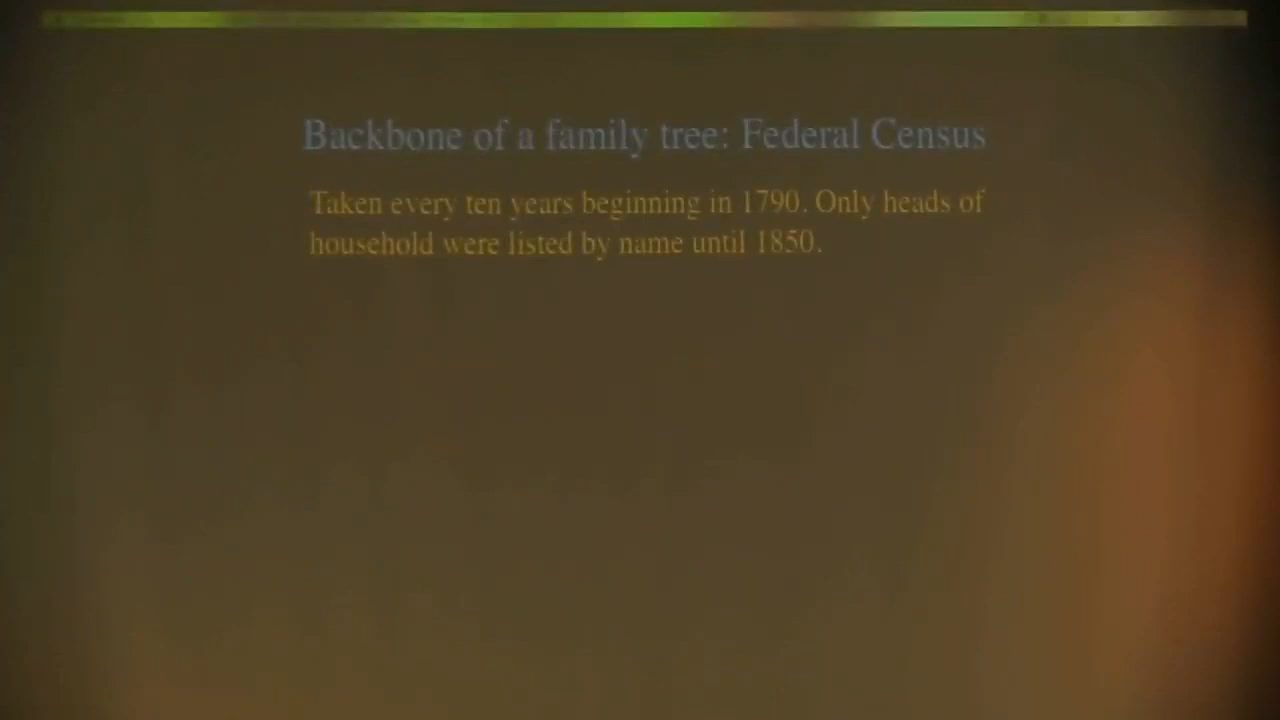 Backbone of a family tree: Federal Census
Taken every ten years beginning in 1790. Only heads of
household were listed by name until 1850.